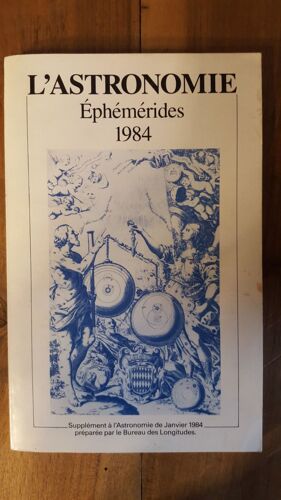 L'ASTRONOMIE
Éphémérides
1984
Supplément à l'Astronomie de Janvier 1984
préparée par le Bureau des Longitudes.